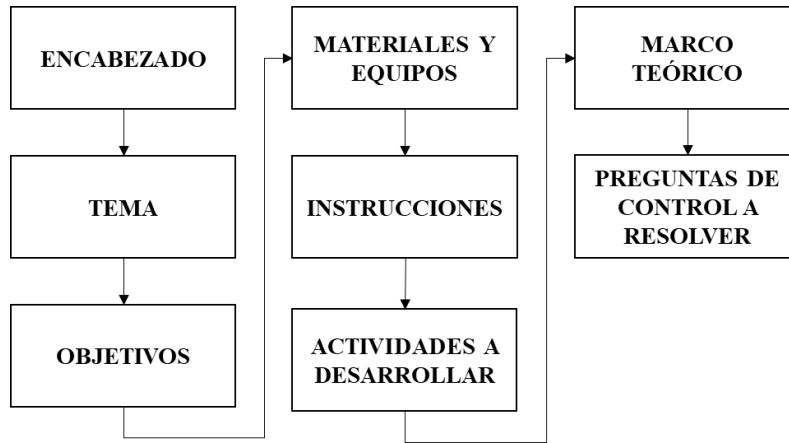 ENCABEZADO
TEMA
OBJETIVOS
MATERIALES Y
EQUIPOS
INSTRUCCIONES
ACTIVIDADES A
DESARROLLAR
MARCO
TEÓRICO
PREGUNTAS DE
CONTROL A
RESOLVER